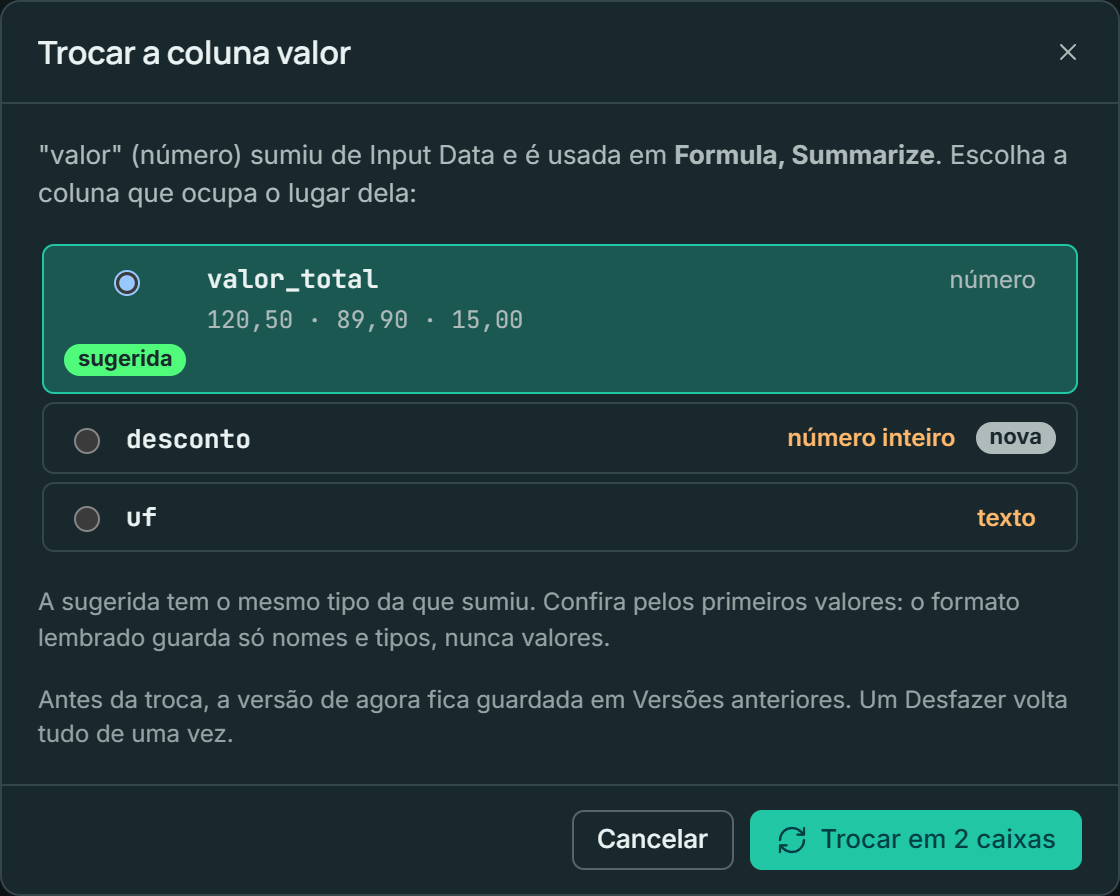 Trocar a coluna valor
"valor" (número) sumiu de Input Data e é usada em Formula, Summarize. Escolha a
coluna que ocupa o lugar dela:
valor_total número
120,50 · 89,90 · 15,00
sugerida
desconto número inteiro nova
uf texto
A sugerida tem o mesmo tipo da que sumiu. Confira pelos primeiros valores: o formato
lembrado guarda só nomes e tipos, nunca valores.
Antes da troca, a versão de agora fica guardada em Versões anteriores. Um Desfazer volta
tudo de uma vez.
Cancelar Trocar em 2 caixas